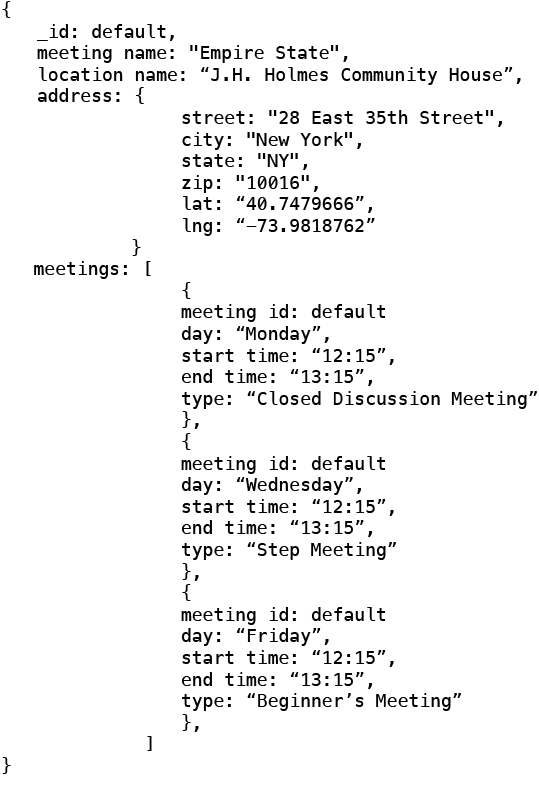 {
_id: default,
meeting name: "Empire State",
location name: “J.H. Holmes Community House”,
address: {
street: "28 East 35th Street",
city: "New York",
state: "NY",
zip: "10016",
lat: “40.7479666”,
lng: “−73.9818762”
}
meetings: [
{
meeting id: default
day: “Monday”,
start time: “12:15”,
end time: “13:15”,
type: “Closed Discussion Meeting”
},
{
meeting id: default
day: “Wednesday”,
start time: “12:15”,
end time: “13:15”,
type: “Step Meeting”
},
{
meeting id: default
day: “Friday”,
start time: “12:15”,
end time: “13:15”,
type: “Beginner’s Meeting”
},
]
}